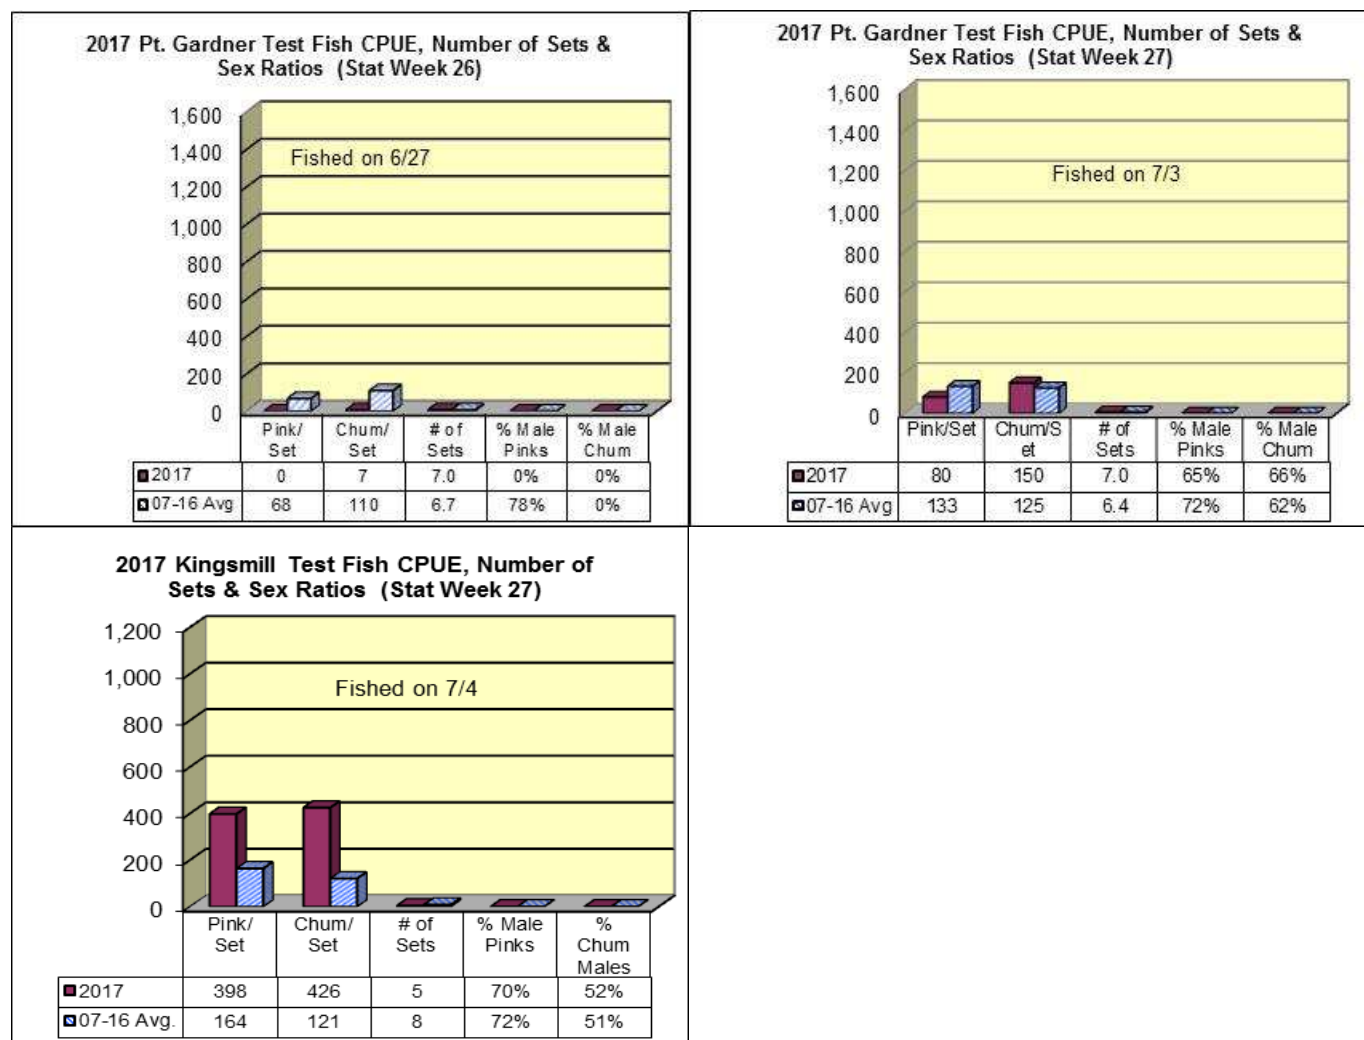 2017 Pt. Gardner Test Fish CPUE, Number of Sets &
Sex Ratios (Stat Week 26)
1,600
1,400
1,200
1,000
800
600
400
200
0
Fished on 6/27
Pink/ Set Chum/ Set # of Sets % Male Pinks % Male Chum
2017 0 7 7.0 0% 0%
07-16 Avg 68 110 6.7 78% 0%
2017 Pt. Gardner Test Fish CPUE, Number of Sets &
Sex Ratios (Stat Week 27)
1,600
1,400
1,200
1,000
800
600
400
200
0
Fished on 7/3
Pink/Set Chum/S et # of Sets % Male Pinks % Male Chum
2017 80 150 7.0 65% 66%
07-16 Avg 133 125 6.4 72% 62%
2017 Kingsmill Test Fish CPUE, Number of
Sets & Sex Ratios (Stat Week 27)
1,200
1,000
800
600
400
200
0
Fished on 7/4
Pink/ Set Chum/ Set # of Sets % Male Pinks % Chum Males
2017 398 426 5 70% 52%
07-16 Avg. 164 121 8 72% 51%